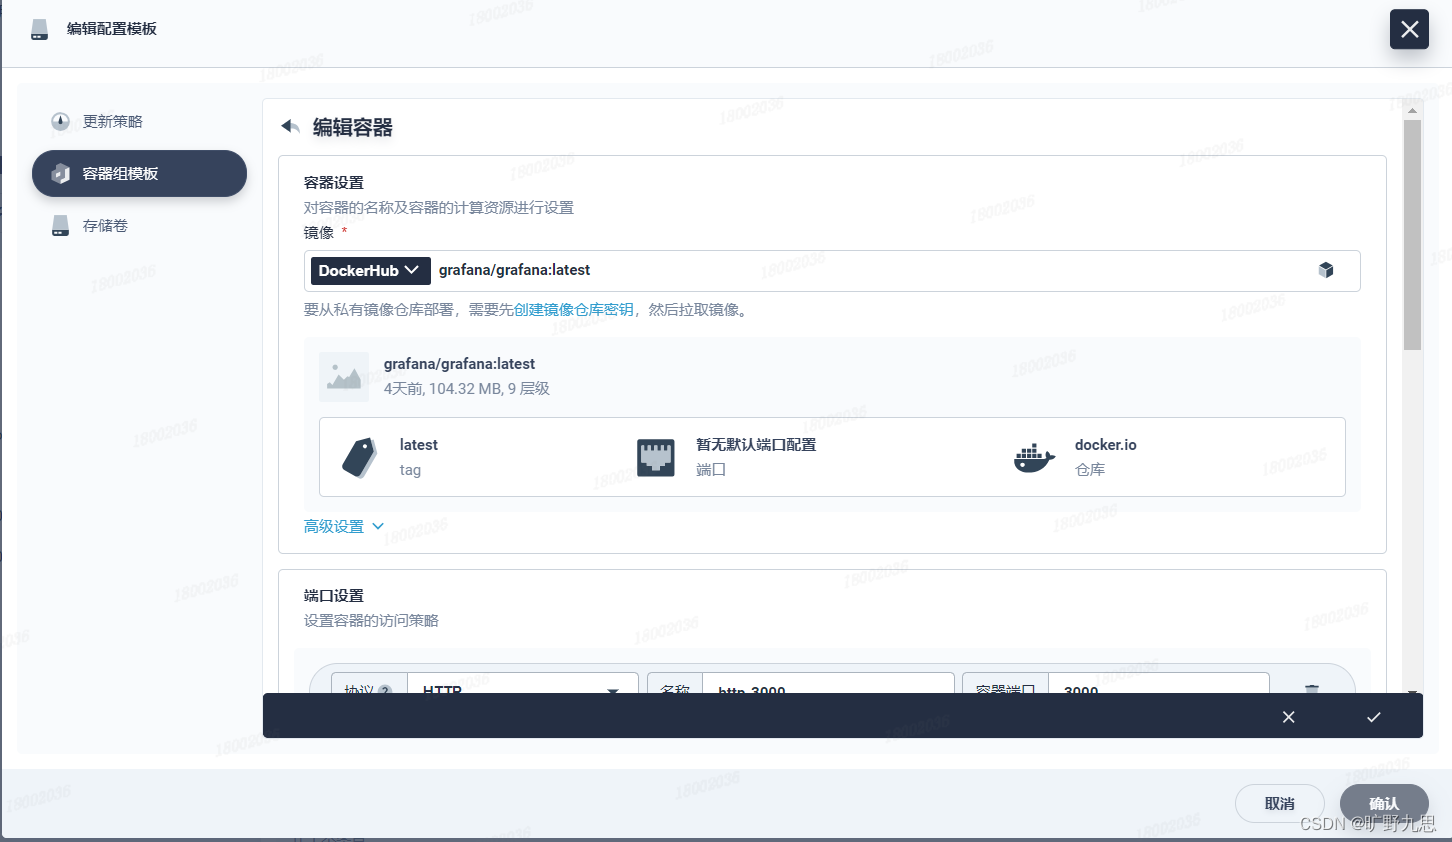 编辑配置模板
更新策略
容器组模板
存储卷
编辑容器
容器设置
对容器的名称及容器的计算资源进行设置
镜像 *
DockerHub grafana/grafana:latest
要从私有镜像仓库部署，需要先创建镜像仓库密钥，然后拉取镜像。
grafana/grafana:latest
4天前, 104.32 MB, 9 层级
latest
tag
暂无默认端口配置
端口
docker.io
仓库
高级设置
端口设置
设置容器的访问策略
协议 ? HTTP 名称 http-3000 容器端口 3000
取消 确认
CSDN @旷野九思
18002036